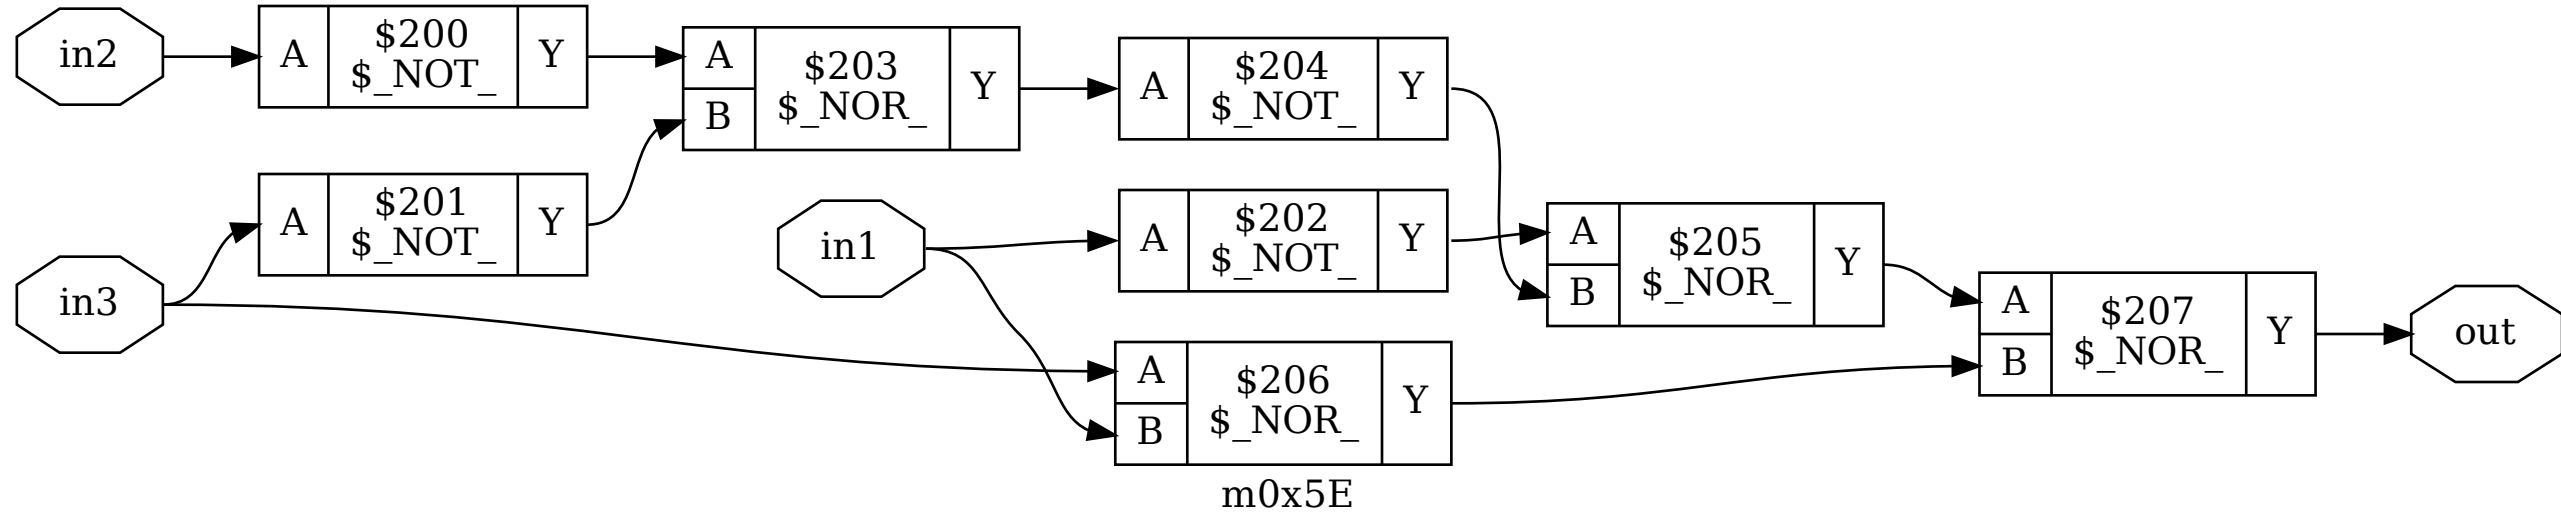 in2
A
$200
$_NOT_
Y
A
B
$203
$_NOR_
Y
A
$204
$_NOT_
Y
in3
A
$201
$_NOT_
Y
in1
A
$202
$_NOT_
Y
A
B
$205
$_NOR_
Y
A
B
$206
$_NOR_
Y
A
B
$207
$_NOR_
Y
out
m0x5E